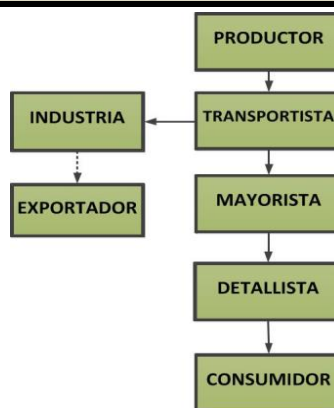 PRODUCTOR
INDUSTRIA
TRANSPORTISTA
EXPORTADOR
MAYORISTA
DETALLISTA
CONSUMIDOR